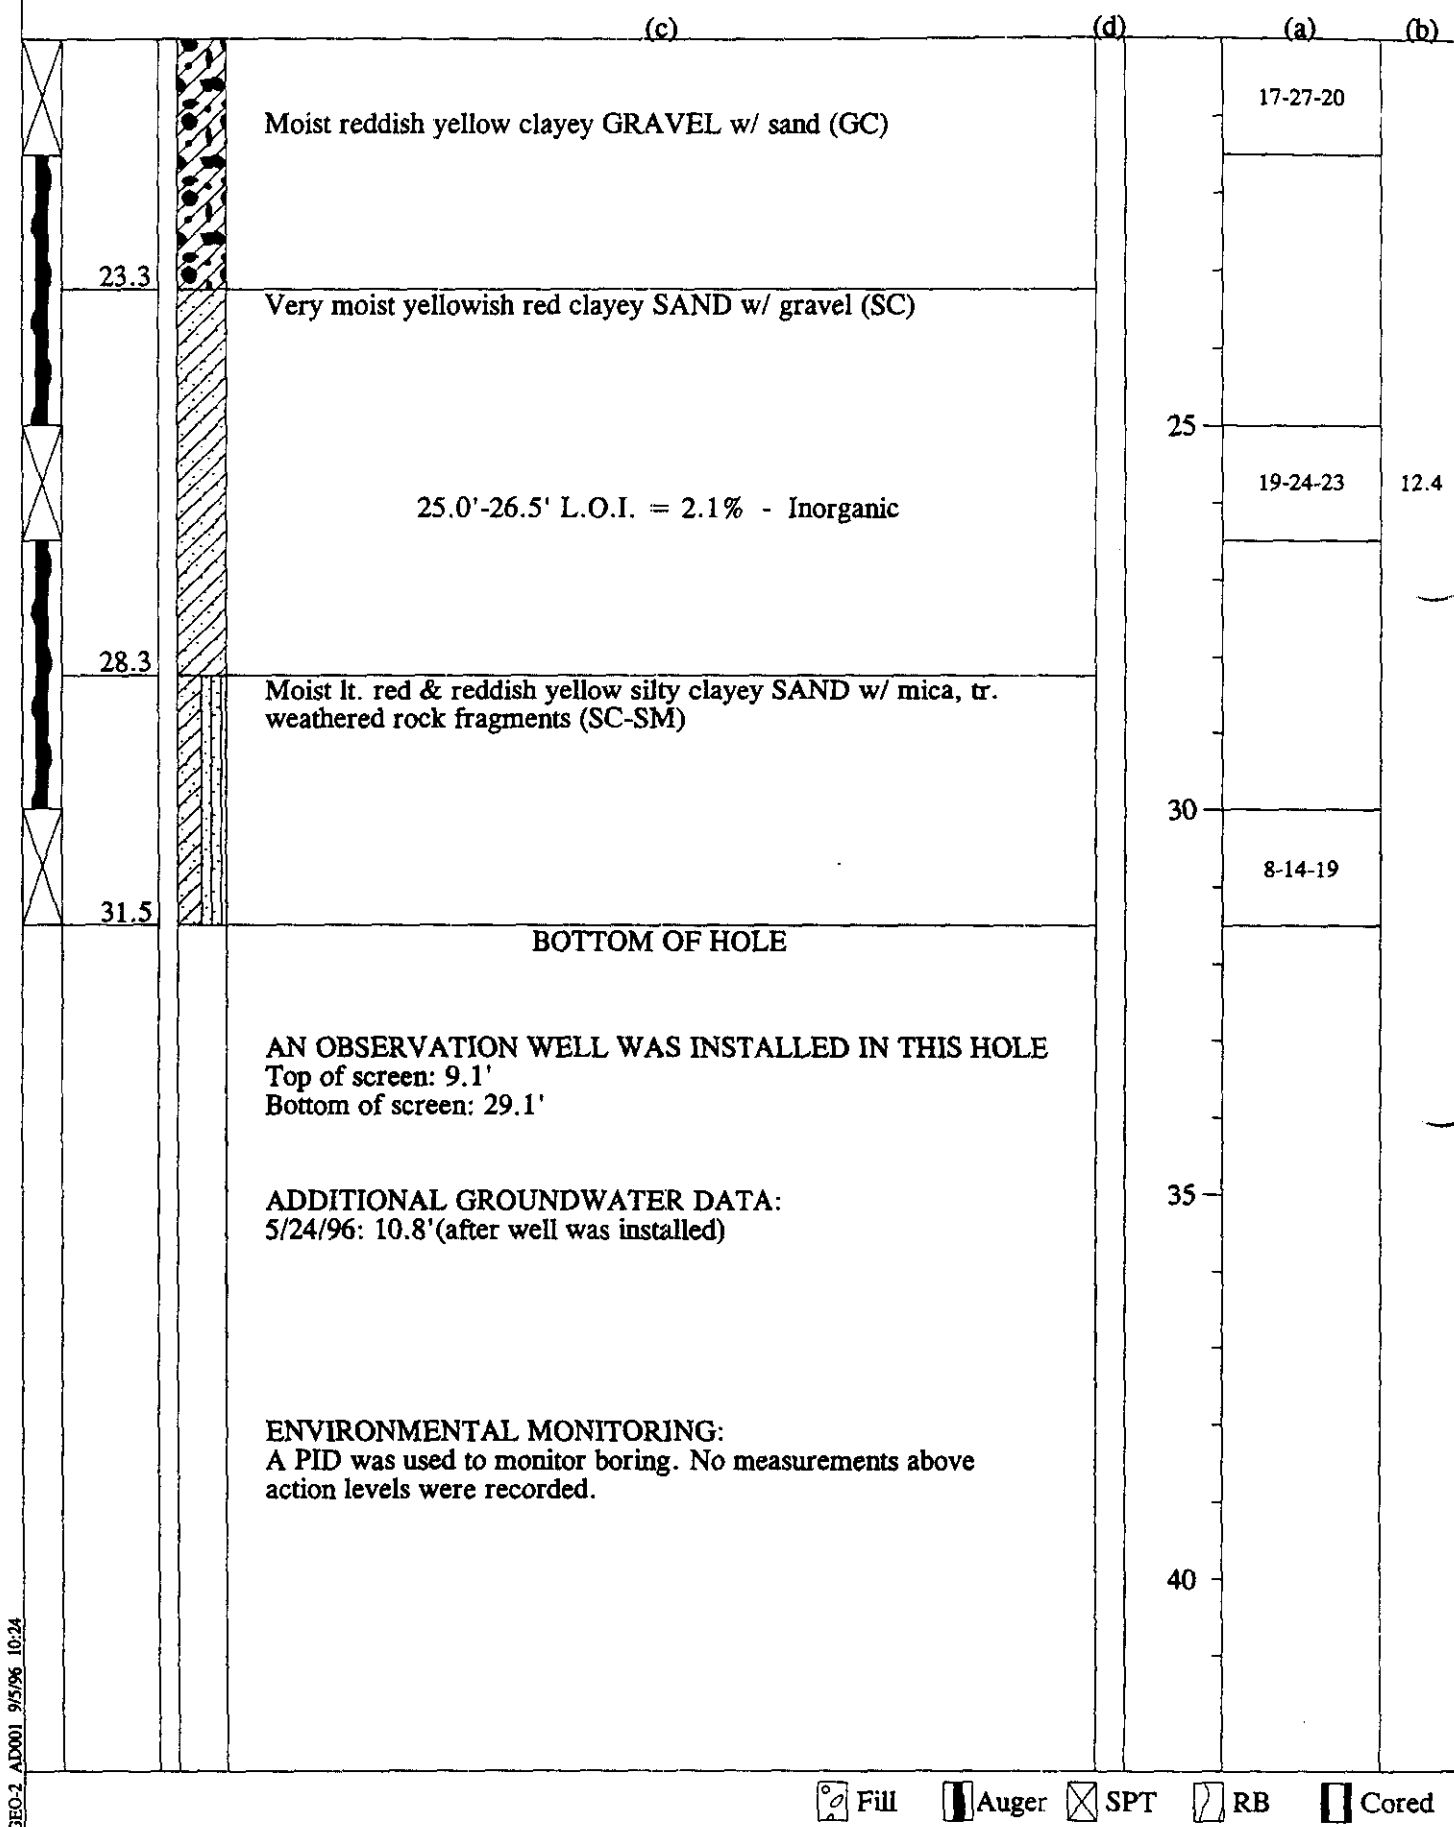 (c) (d) (a) (b)
17-27-20
Moist reddish yellow clayey GRAVEL w/ sand (GC)
23.3
Very moist yellowish red clayey SAND w/ gravel (SC)
25
19-24-23 12.4
25.0'-26.5' L.O.I. = 2.1% - Inorganic
28.3
Moist lt. red & reddish yellow silty clayey SAND w/ mica, tr.
weathered rock fragments (SC-SM)
30
8-14-19
31.5
BOTTOM OF HOLE
AN OBSERVATION WELL WAS INSTALLED IN THIS HOLE
Top of screen: 9.1'
Bottom of screen: 29.1'
35
ADDITIONAL GROUNDWATER DATA:
5/24/96: 10.8'(after well was installed)
ENVIRONMENTAL MONITORING:
A PID was used to monitor boring. No measurements above
action levels were recorded.
40
AD001 9/5/96 10:24
Fill Auger SPT RB Cored